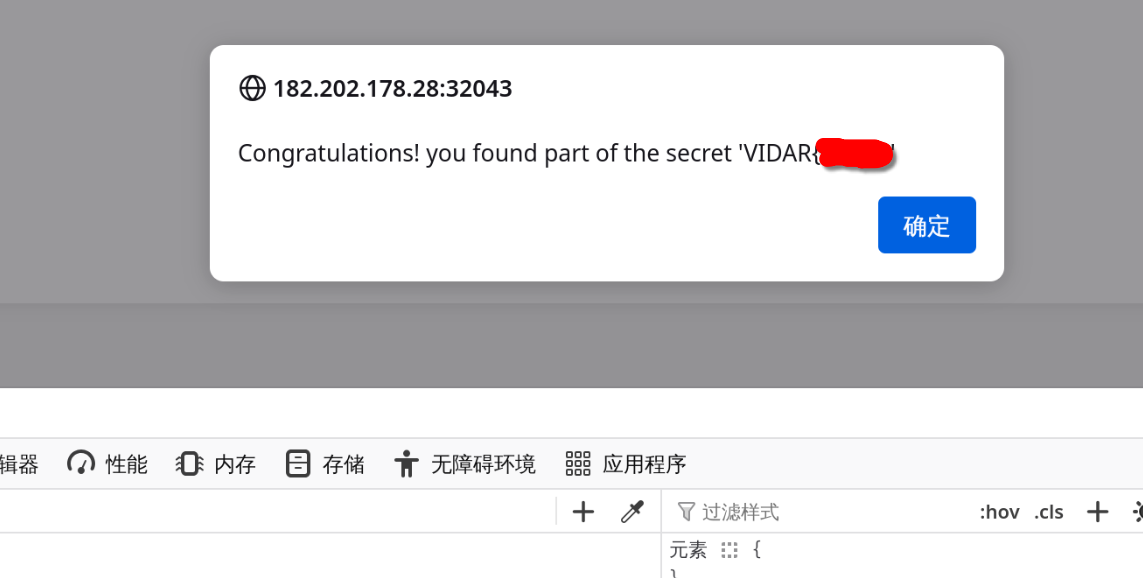 182.202.178.28:32043
Congratulations! you found part of the secret 'VIDAR{
确定
辑器 性能 内存 存储 无障碍环境 应用程序
过滤样式 :hov .cls
元素 {
}